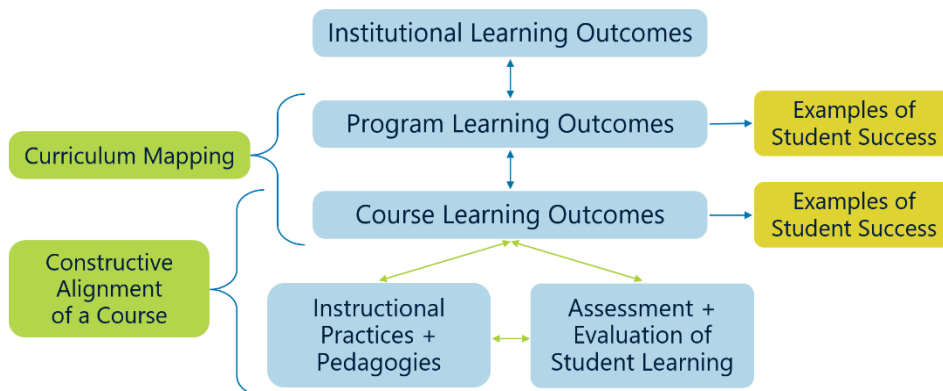 Institutional Learning Outcomes
Program Learning Outcomes
Examples of
Student Success
Curriculum Mapping
Course Learning Outcomes
Examples of
Student Success
Constructive
Alignment
of a Course
Instructional
Practices +
Pedagogies
Assessment +
Evaluation of
Student Learning